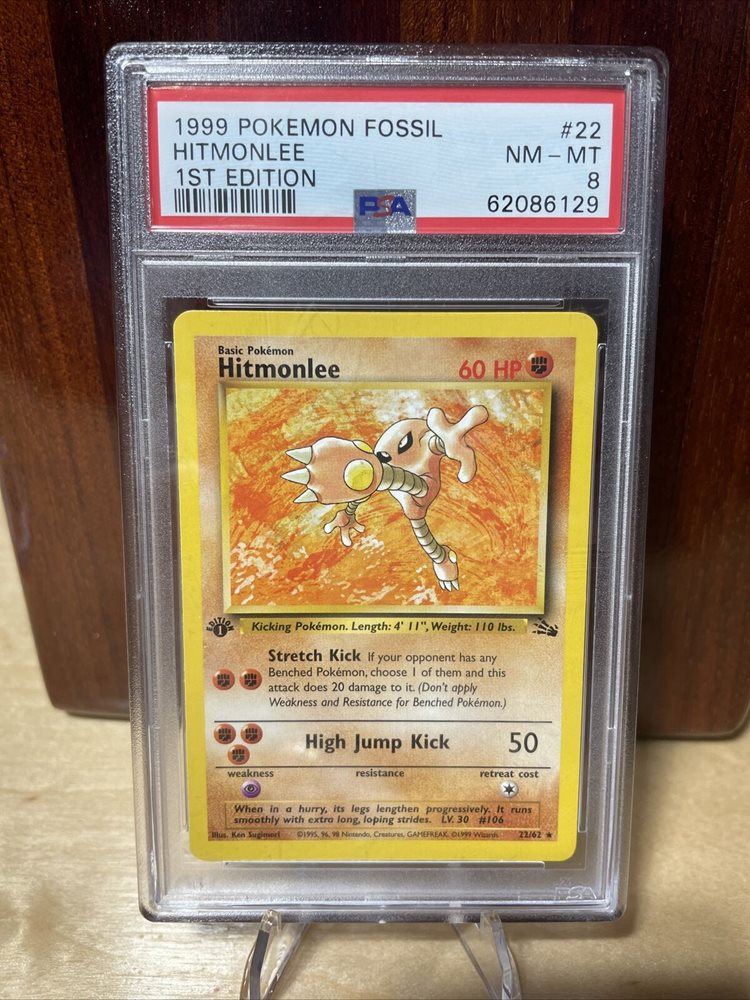 1999 POKEMON FOSSIL #22
HITMONLEE NM - MT
1ST EDITION 8
PSA 62086129
Basic Pokémon
Hitmonlee 60 HP
EDITION
1
Kicking Pokémon. Length: 4' 11", Weight: 110 lbs.
Stretch Kick If your opponent has any
Benched Pokémon, choose 1 of them and this
attack does 20 damage to it. (Don't apply
Weakness and Resistance for Benched Pokémon.)
High Jump Kick 50
weakness resistance retreat cost
When in a hurry, its legs lengthen progressively. It runs
smoothly with extra long, loping strides. LV. 30 #106
Illus. Ken Sugimori ©1995, 96, 98 Nintendo, Creatures, GAMEFREAK. ©1999 Wizards. 22/62 ★
PSA